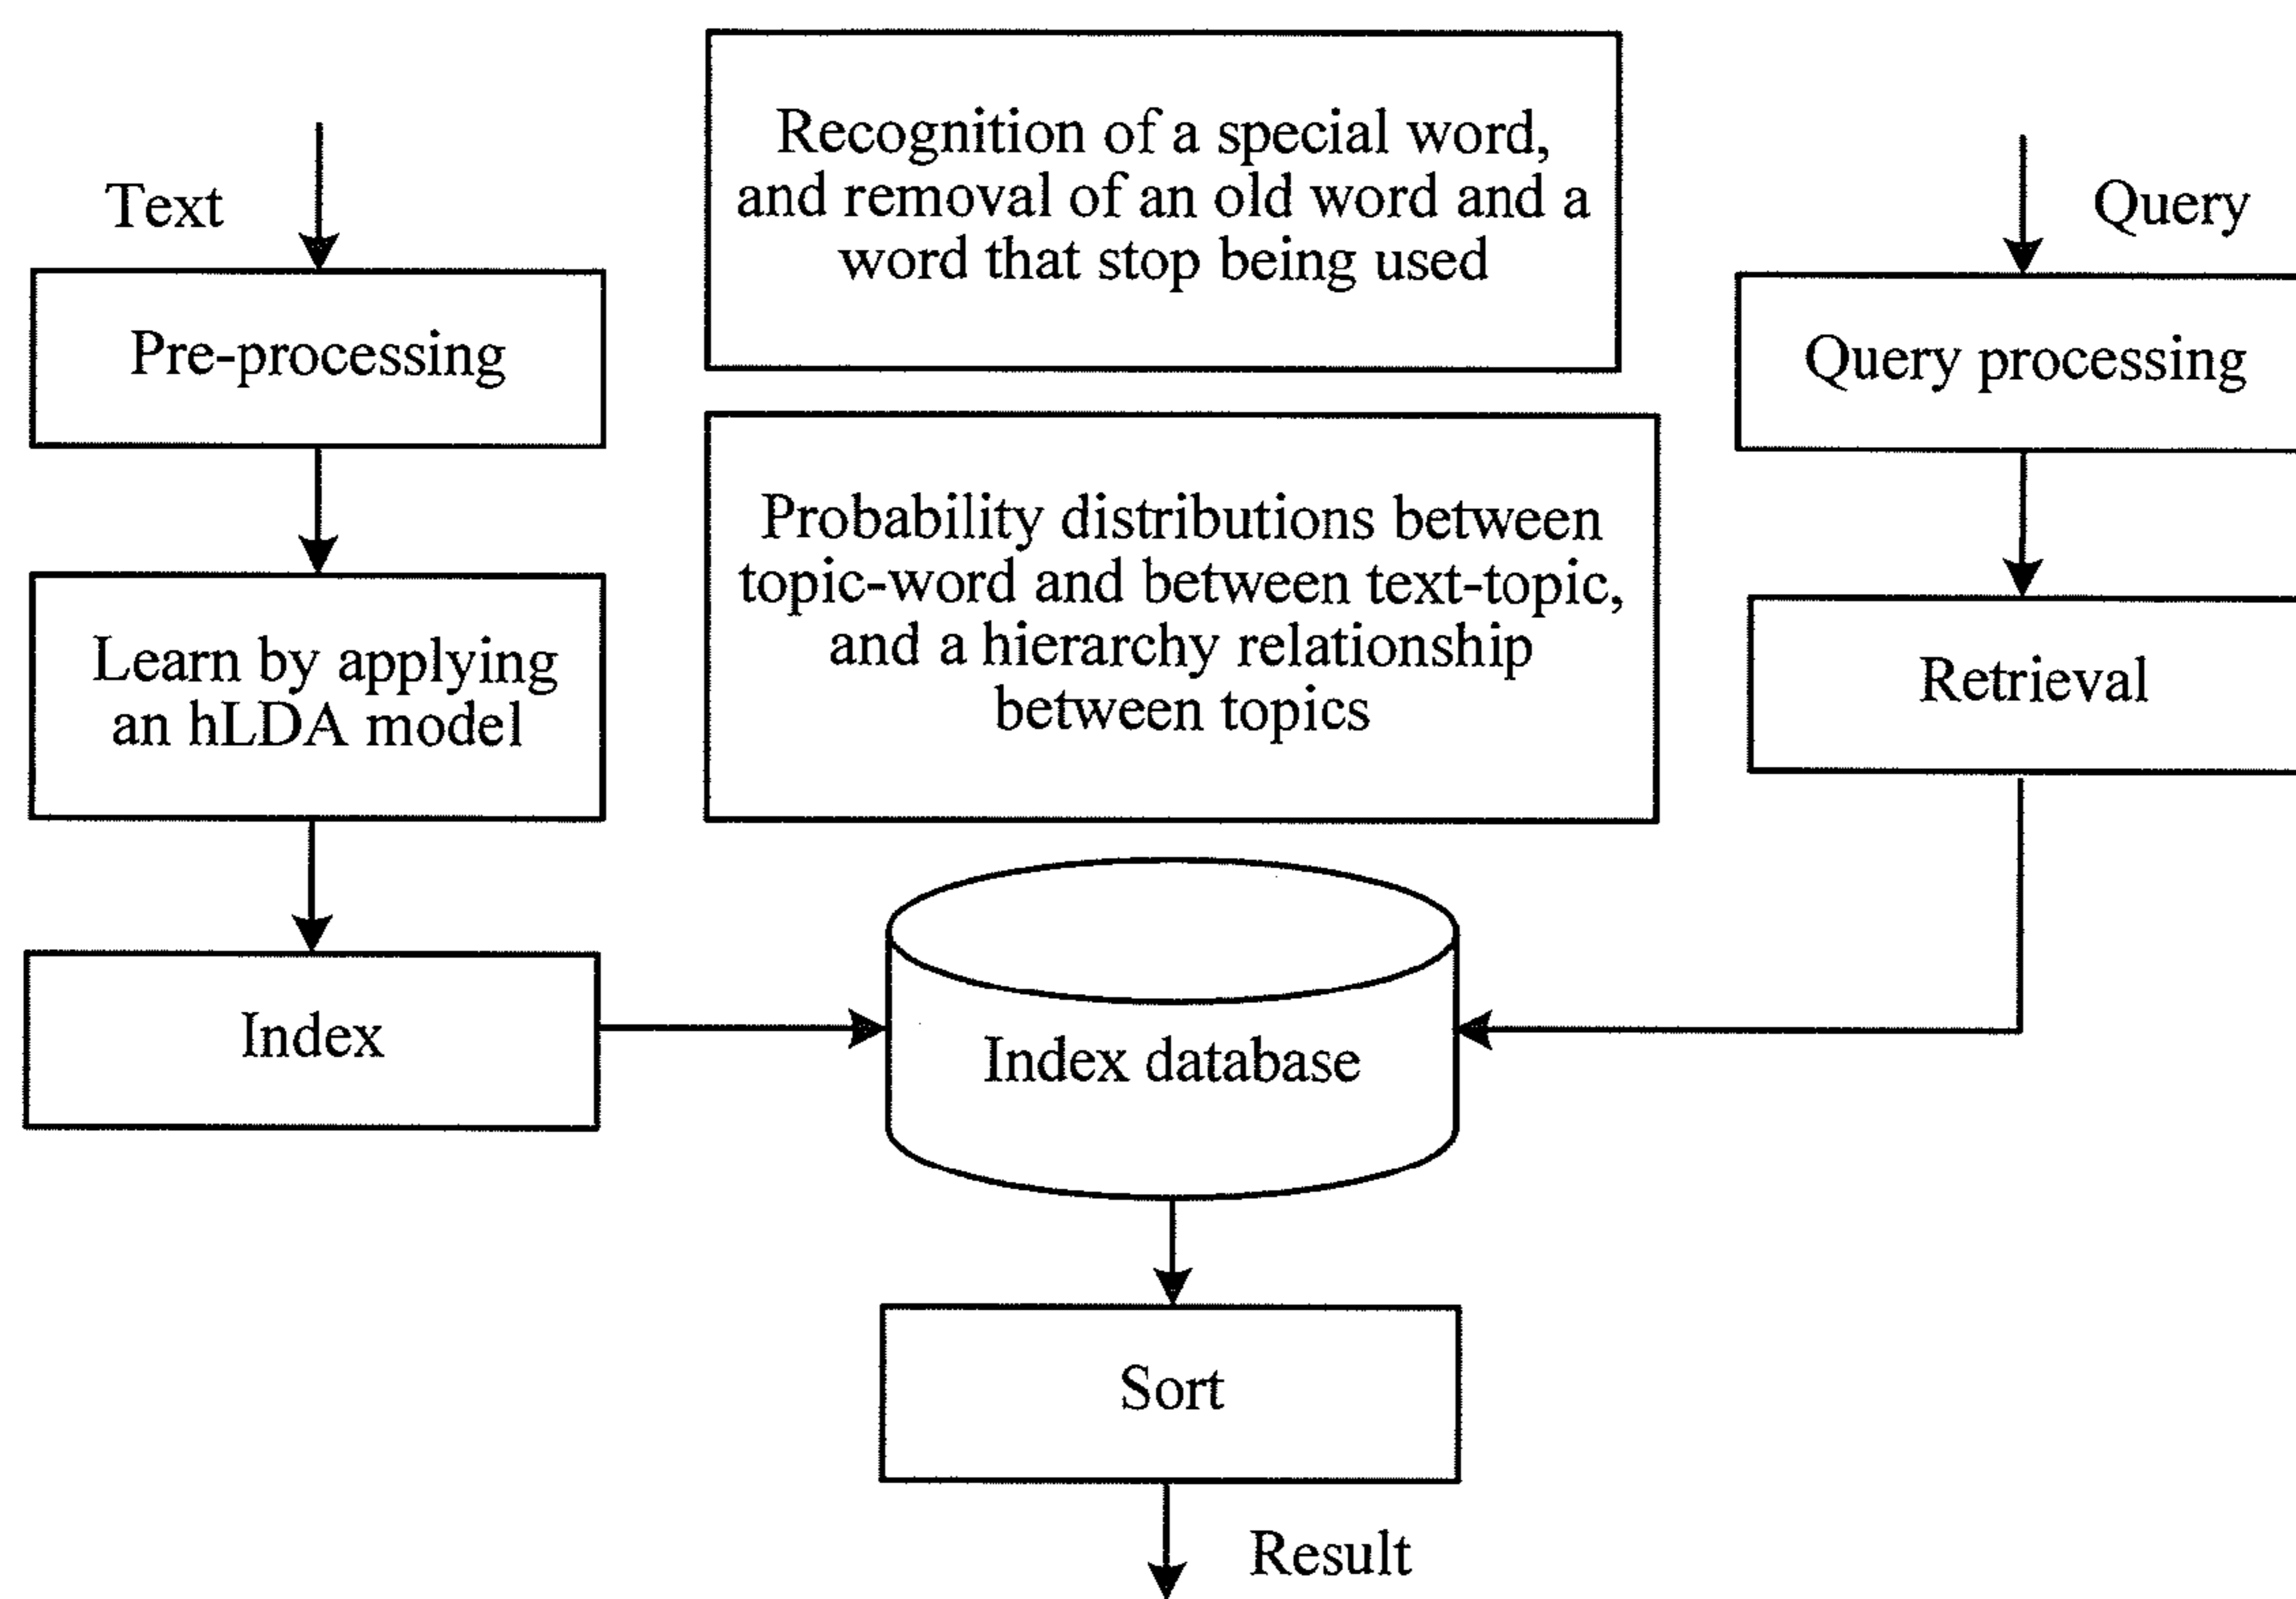 Text
Pre-processing
Learn by applying
an hLDA model
Index
Recognition of a special word,
and removal of an old word and a
word that stop being used
Probability distributions between
topic-word and between text-topic,
and a hierarchy relationship
between topics
Index database
Sort
Result
Query
Query processing
Retrieval